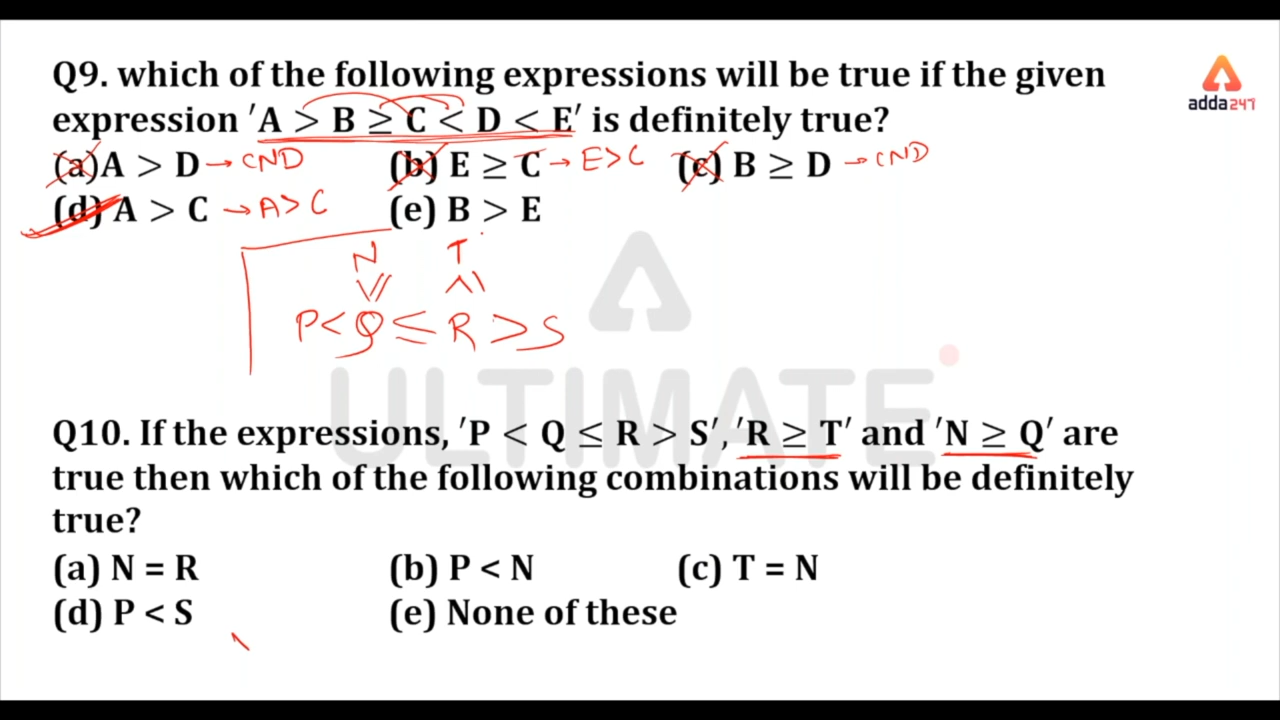 Q9. which of the following expressions will be true if the given
expression 'A > B ≥ C < D < E' is definitely true?
(a) A > D → CND (b) E ≥ C → E > C (c) B ≥ D → CND
(d) A > C → A > C (e) B > E
N T
P < Q ≤ R > S
ULTIMATE
Q10. If the expressions, 'P < Q ≤ R > S', 'R ≥ T' and 'N ≥ Q' are
true then which of the following combinations will be definitely
true?
(a) N = R (b) P < N (c) T = N
(d) P < S (e) None of these
adda247